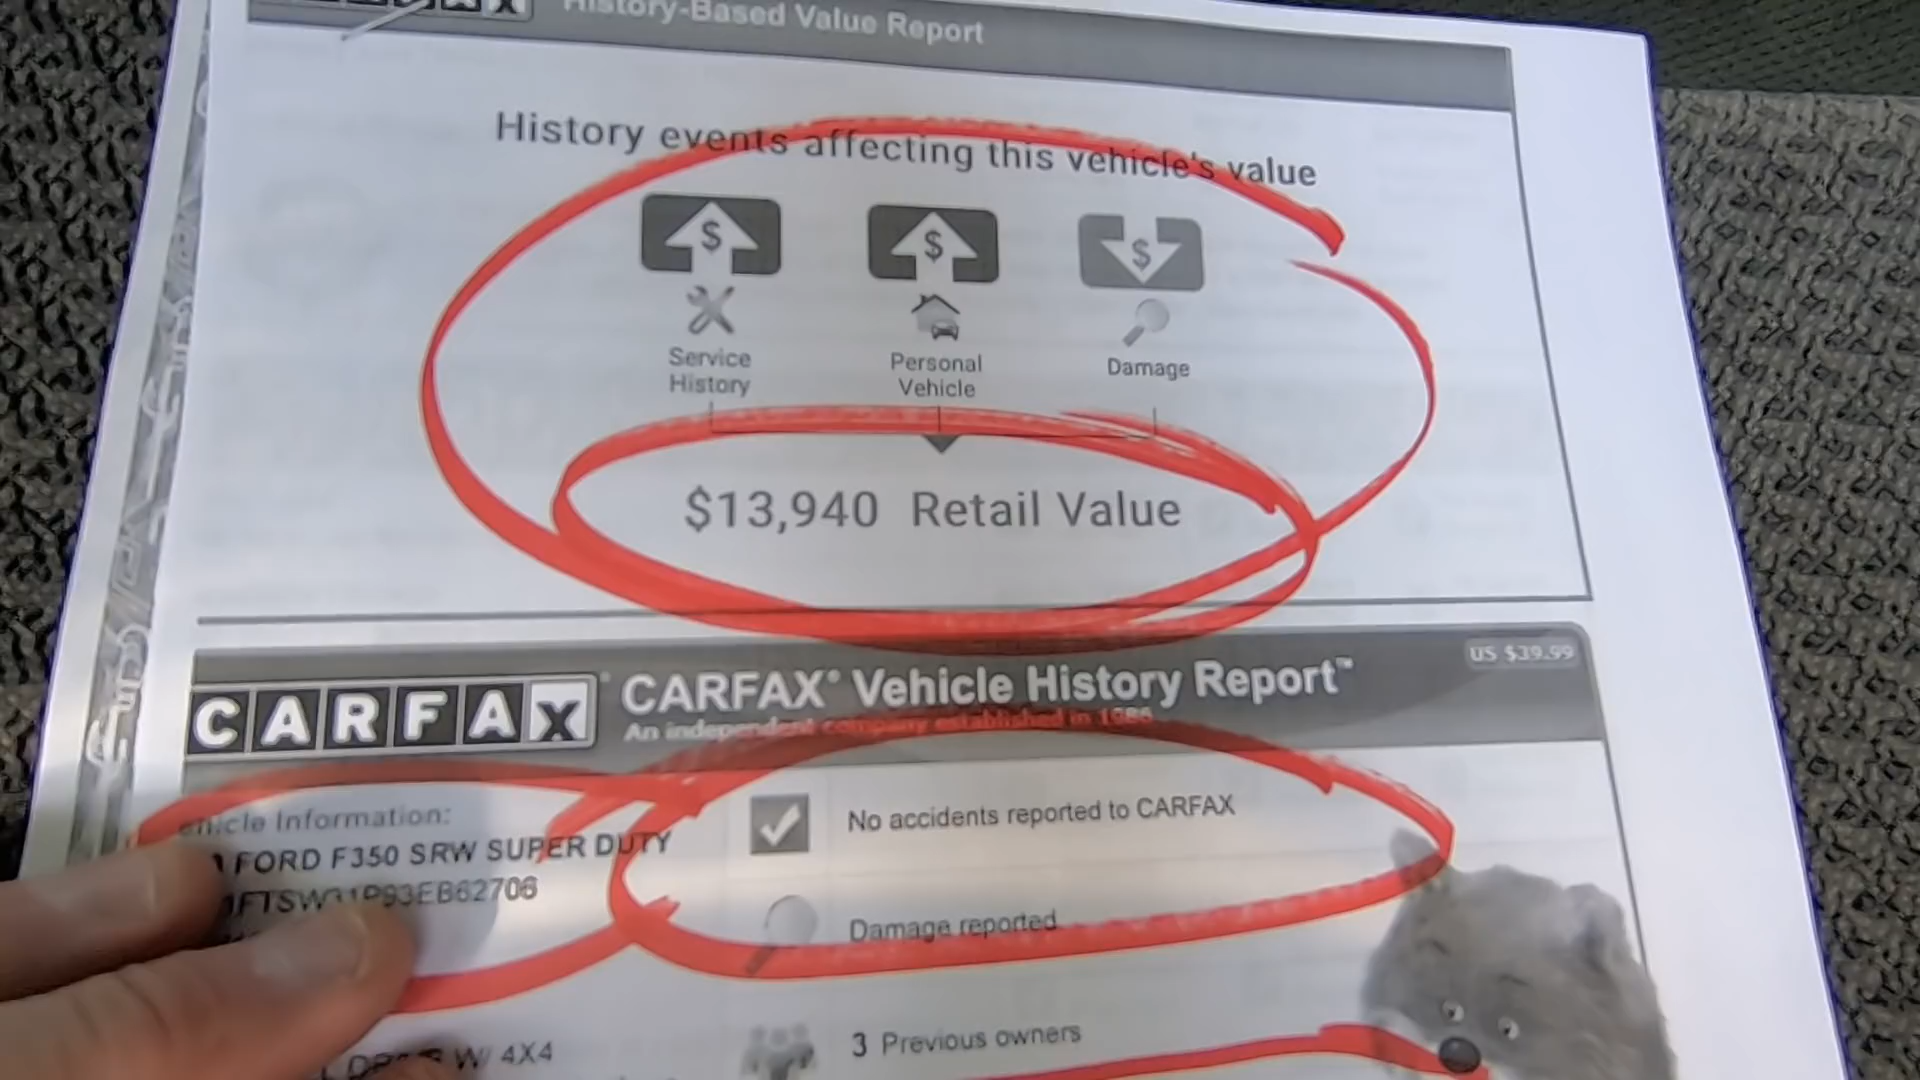 History-Based Value Report
History events affecting this vehicle's value
$ $ $
Service History
Personal Vehicle
Damage
$13,940 Retail Value
CARFAX
CARFAX Vehicle History Report™
US $39.99
An independent company established in 1986
Information:
FORD F350 SRW SUPER DUTY
No accidents reported to CARFAX
Damage reported
W/ 4X4
3 Previous owners